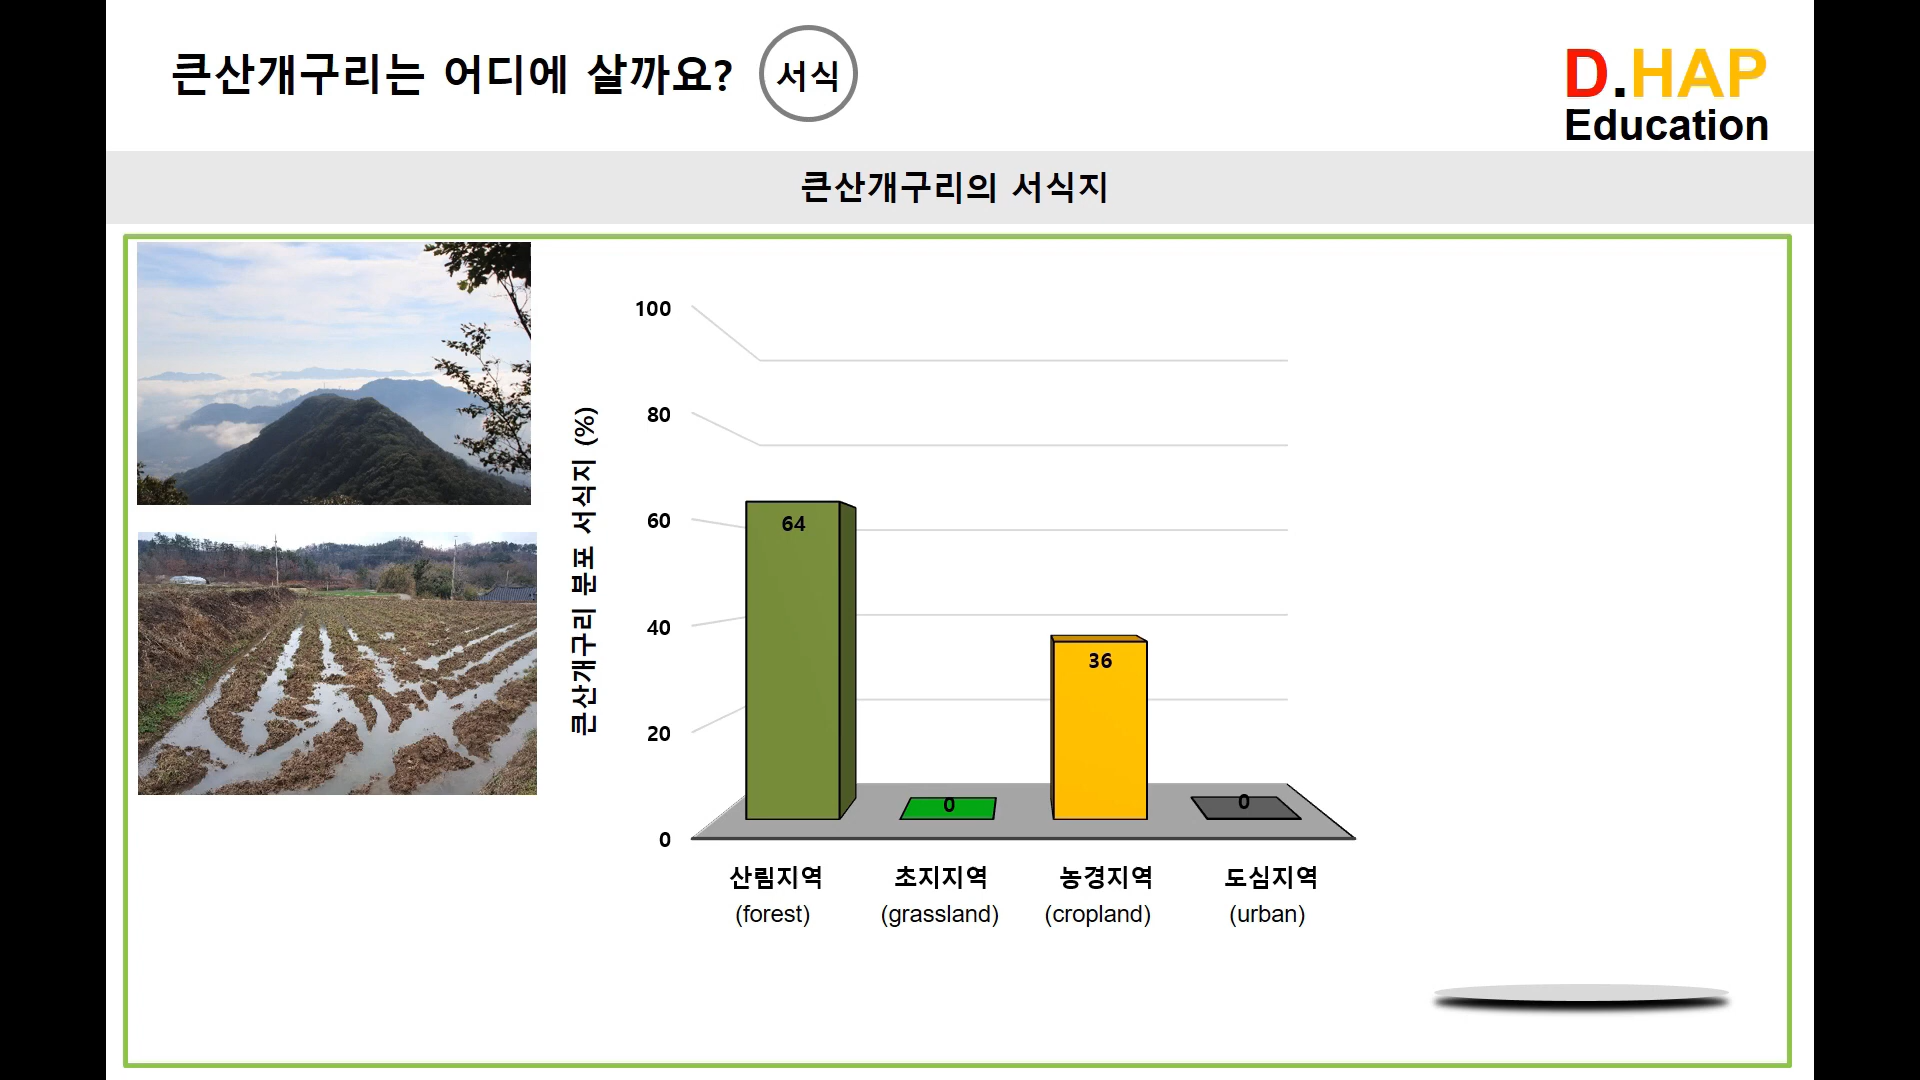 큰산개구리는 어디에 살까요?
서식
D.HAP
Education
큰산개구리의 서식지
큰산개구리 분포 서식지 (%)
100
80
60
40
20
0
64
0
36
0
산림지역 초지지역 농경지역 도심지역
(forest) (grassland) (cropland) (urban)